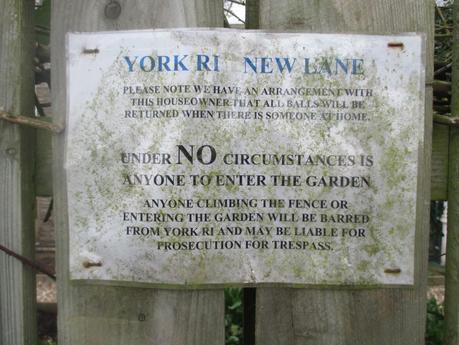 YORK RI NEW LANE
PLEASE NOTE WE HAVE AN ARRANGEMENT WITH
THIS HOUSEOWNER THAT ALL BALLS WILL BE
RETURNED WHEN THERE IS SOMEONE AT HOME.
UNDER NO CIRCUMSTANCES IS
ANYONE TO ENTER THE GARDEN
ANYONE CLIMBING THE FENCE OR
ENTERING THE GARDEN WILL BE BARRED
FROM YORK RI AND MAY BE LIABLE FOR
PROSECUTION FOR TRESPASS.